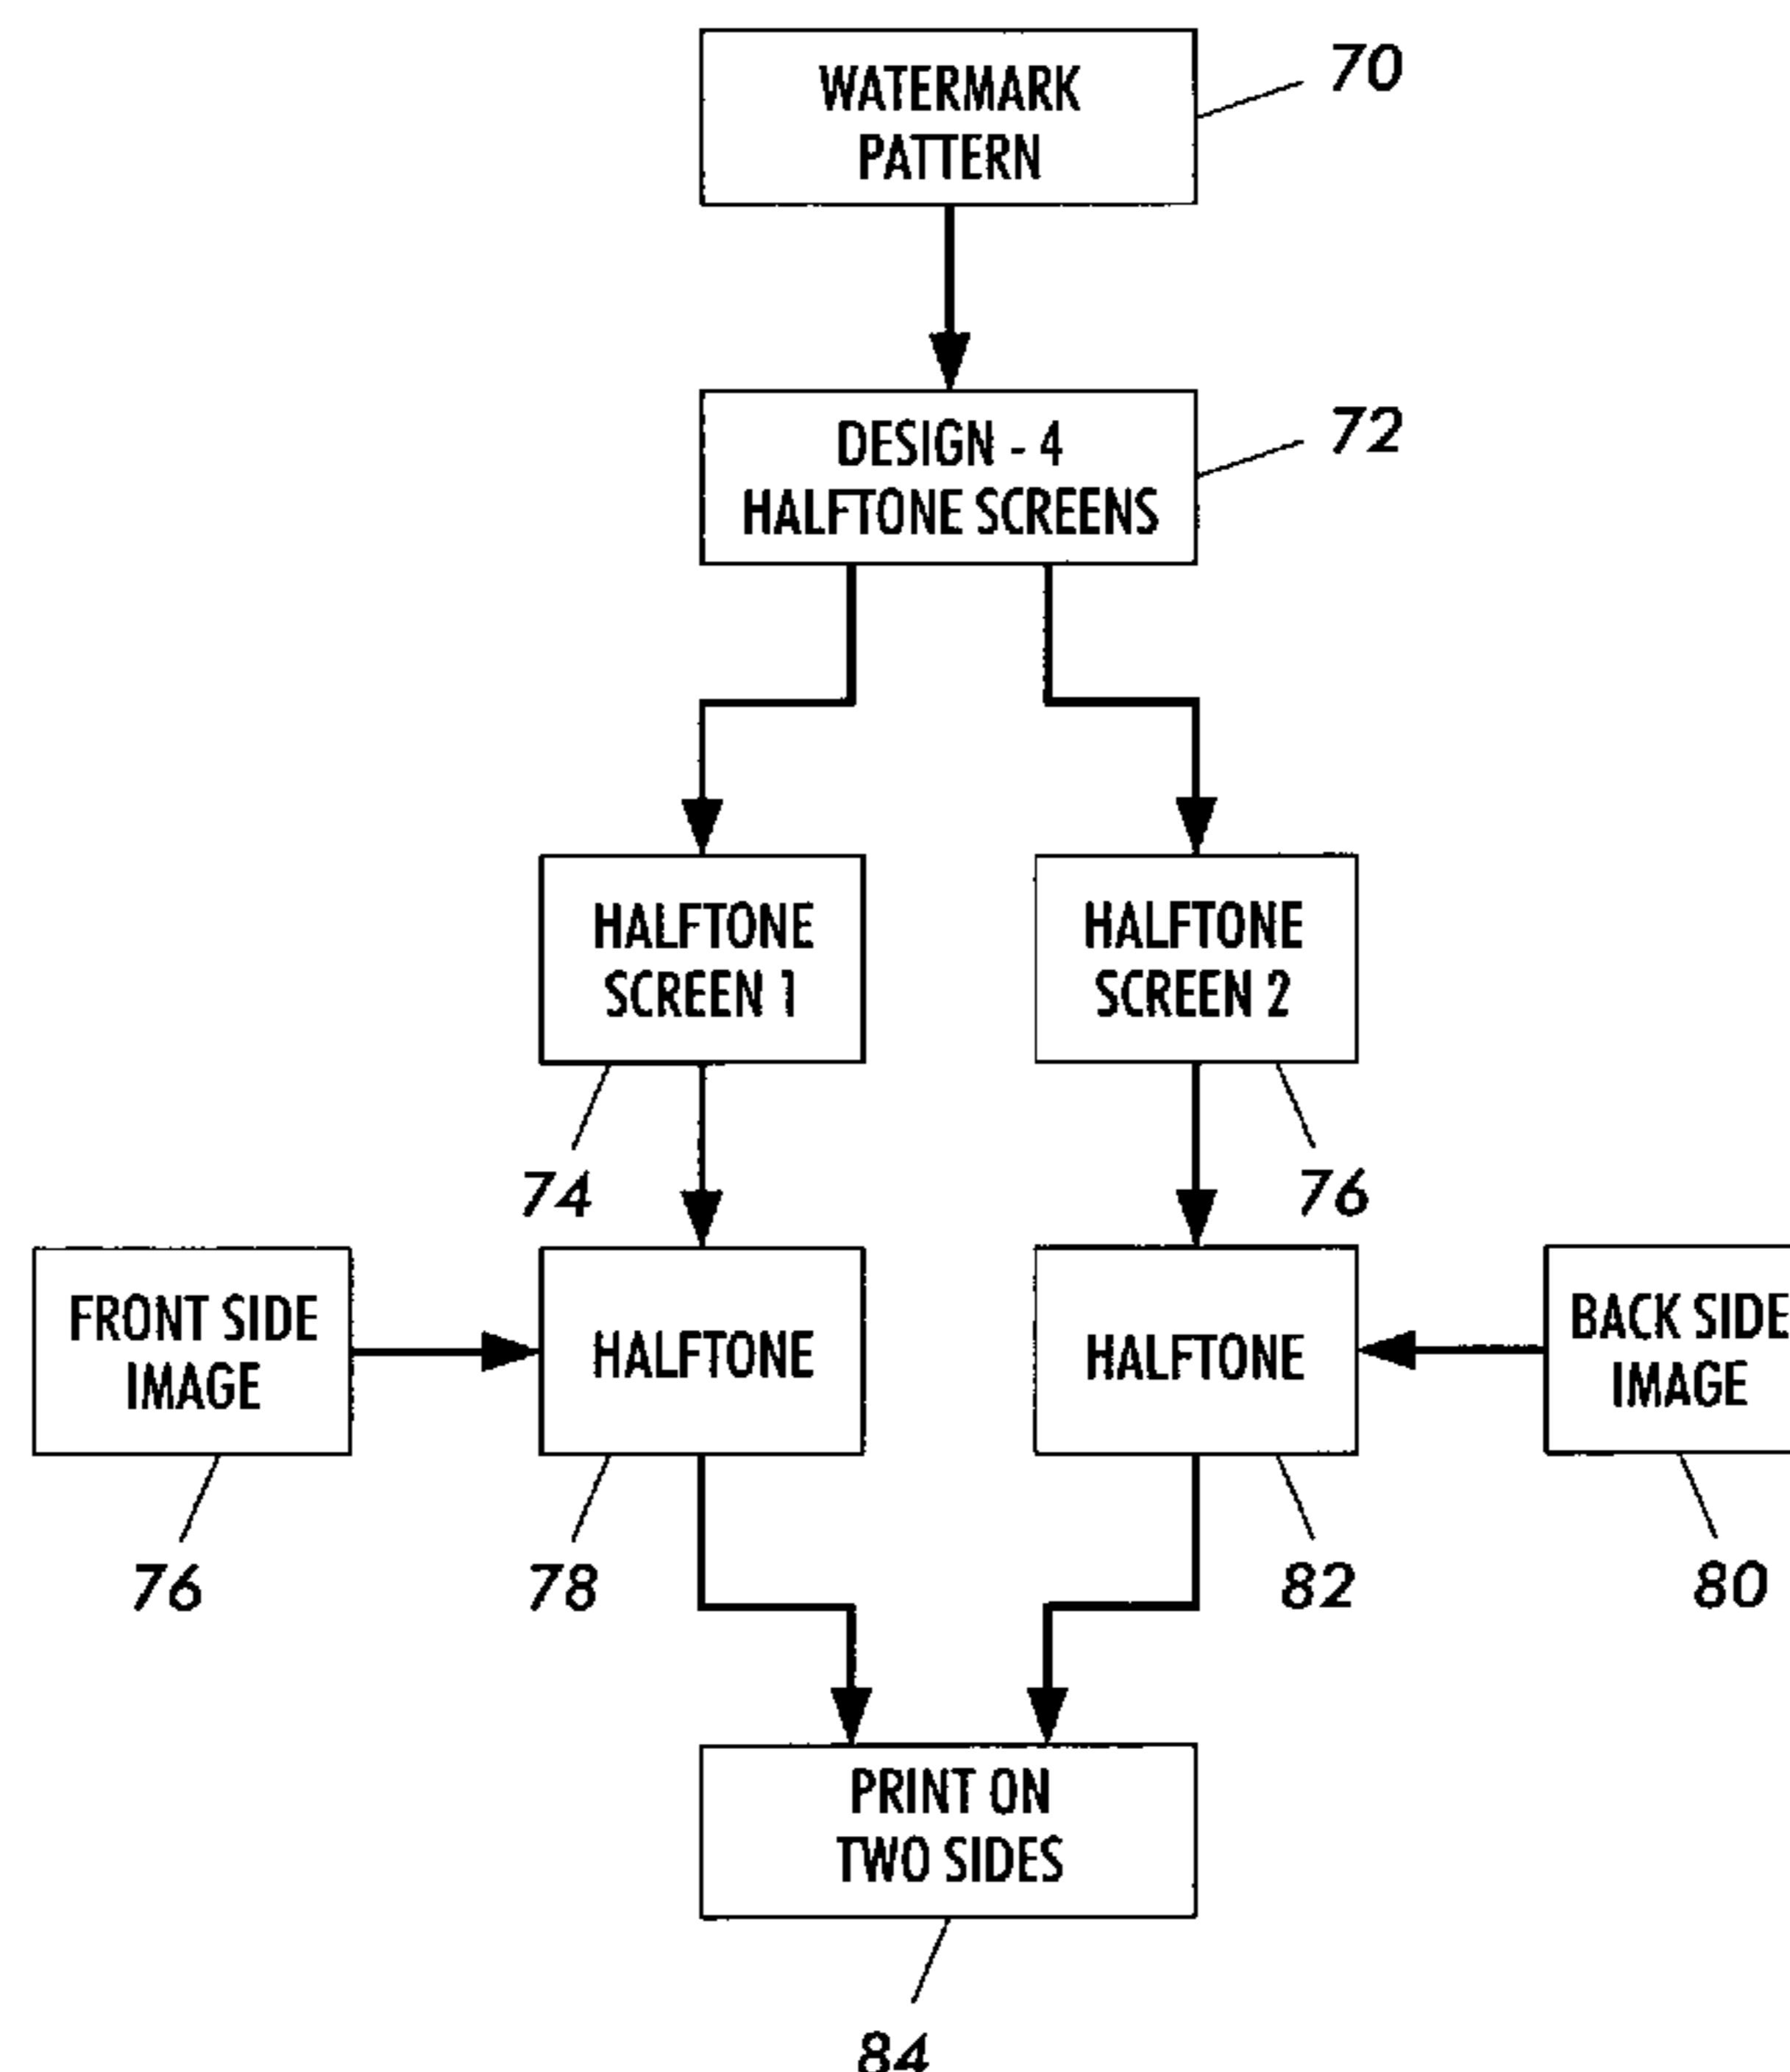 WATERMARK
PATTERN
70
DESIGN - 4
HALFTONE SCREENS
72
HALFTONE
SCREEN 1
HALFTONE
SCREEN 2
74
76
FRONT SIDE
IMAGE
HALFTONE
HALFTONE
BACK SIDE
IMAGE
76
78
82
80
PRINT ON
TWO SIDES
84